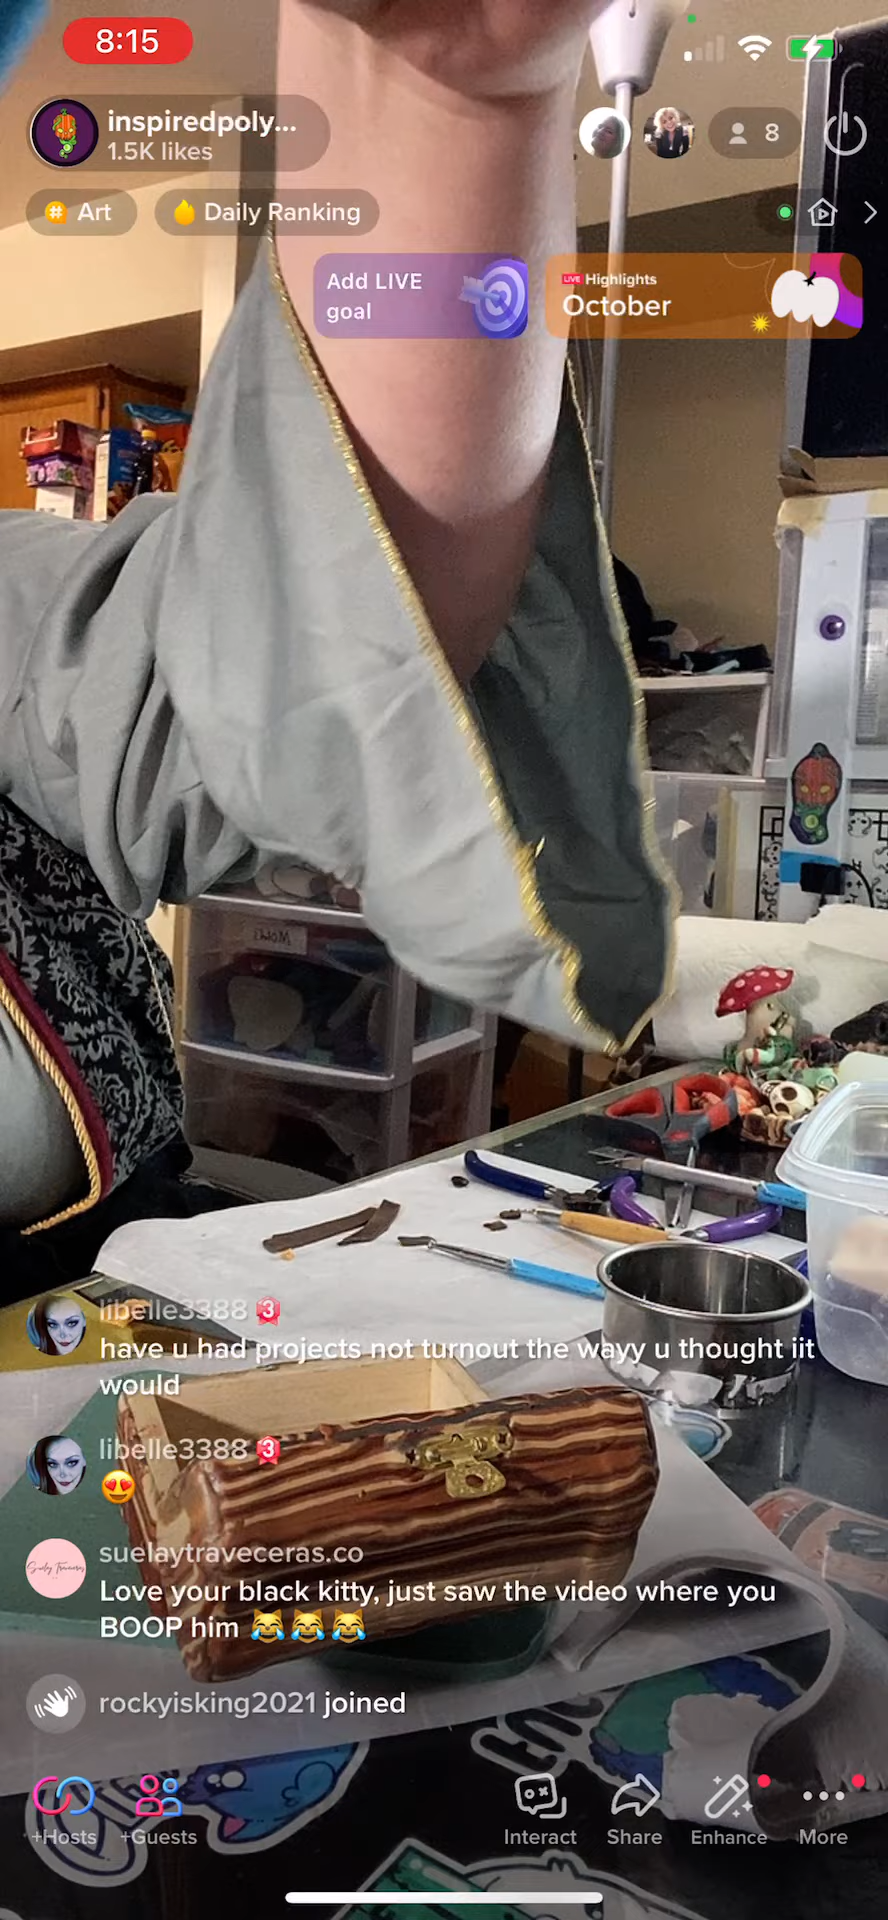 8:15
inspiredpoly...
1.5K likes
8
# Art
Daily Ranking
Add LIVE
goal
LIVE Highlights
October
libelle3388 3
have u had projects not turnout the wayy u thought iit
would
libelle3388 3
😍
suelaytraveceras.co
Love your black kitty, just saw the video where you
BOOP him 😹😹😹
rockyisking2021 joined
+Hosts
+Guests
Interact
Share
Enhance
More